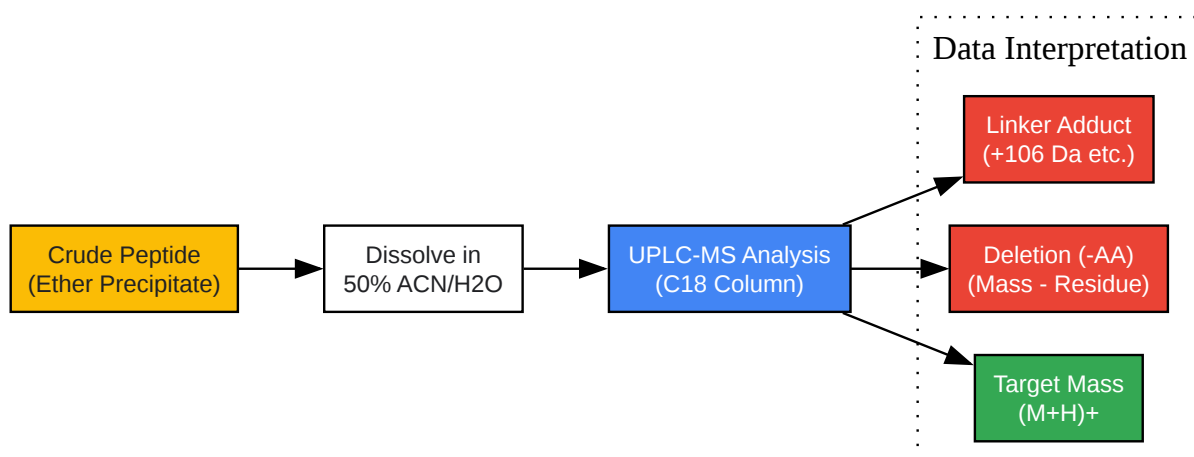 Data Interpretation
Linker Adduct
(+106 Da etc.)
Crude Peptide
(Ether Precipitate)
Dissolve in
50% ACN/H2O
UPLC-MS Analysis
(C18 Column)
Deletion (-AA)
(Mass - Residue)
Target Mass
(M+H)+